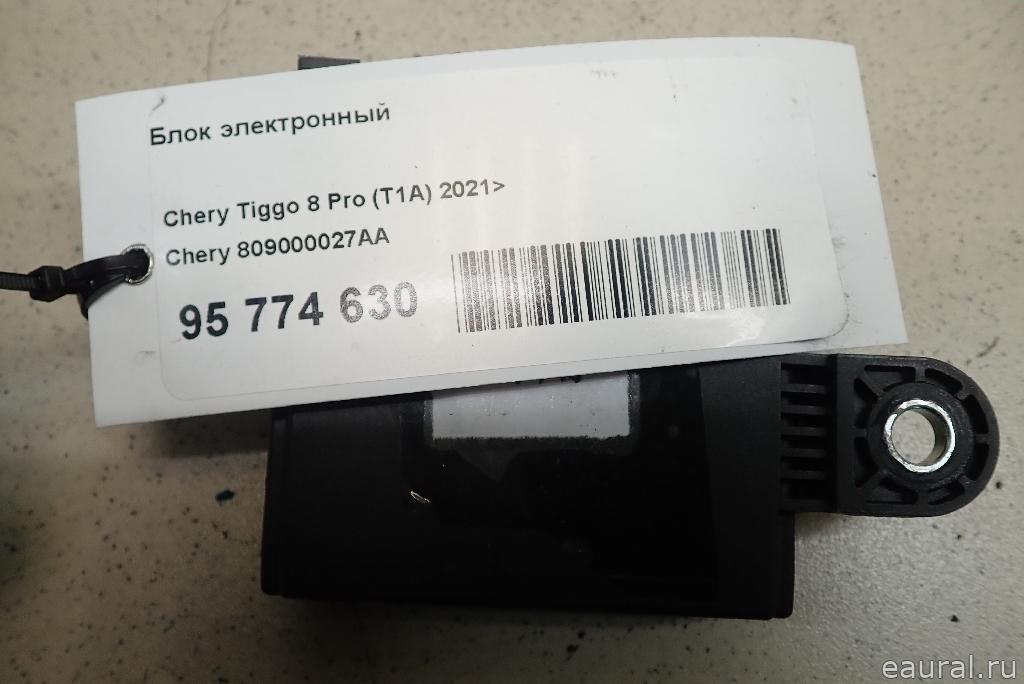 Блок электронный
Chery Tiggo 8 Pro (T1A) 2021>
Chery 809000027AA
95 774 630
eaural.ru